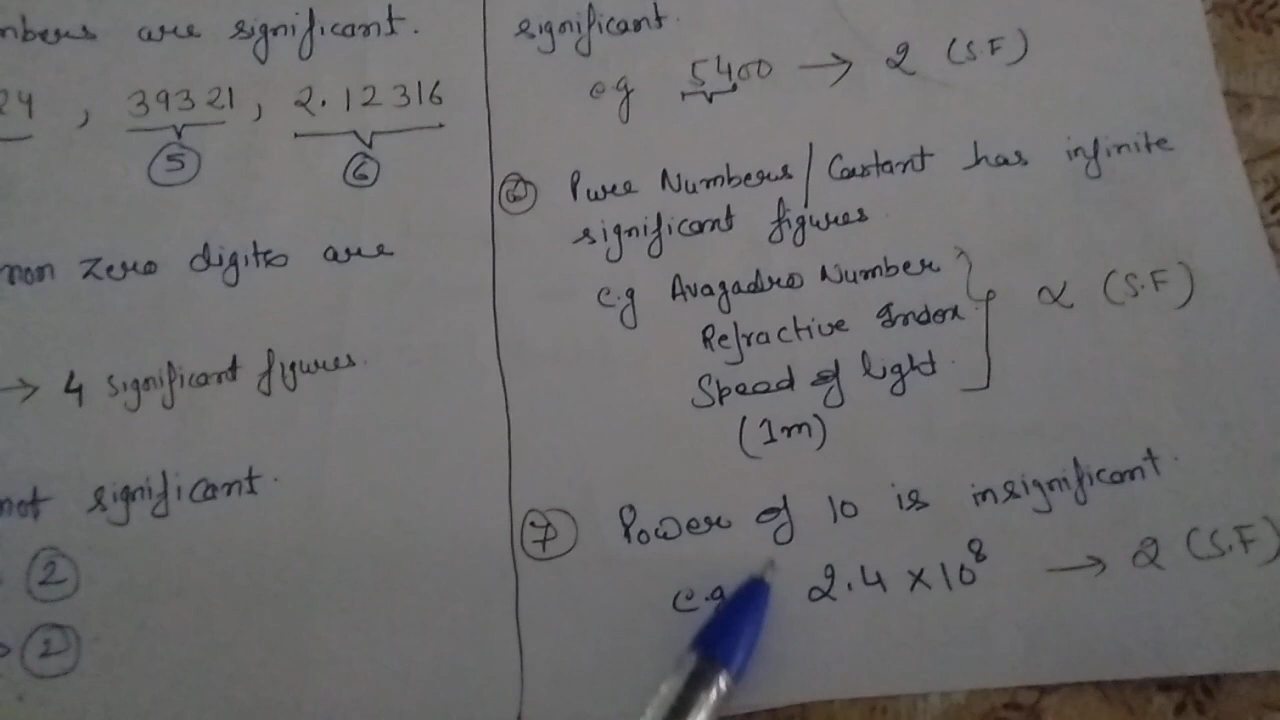 mbers are significant.
24 , 39321, 2.12316
5 6
non zero digits are
→ 4 significant figures.
not significant.
2
2
significant.
eg 5400 → 2 (S.F)
6 Pure Numbers/Constant has infinite
significant figures.
e.g Avagadro Number
Refractive Index
Speed of light
∝ (S.F)
(1m)
7 Power of 10 is insignificant.
e.g 2.4 × 10⁸ → 2 (S.F)